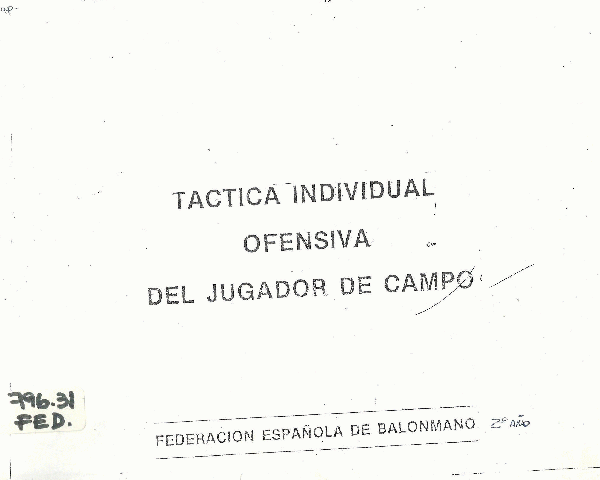 TACTICA INDIVIDUAL
OFENSIVA
DEL JUGADOR DE CAMPO
796.31
FED.
FEDERACION ESPAÑOLA DE BALONMANO 2º AÑO